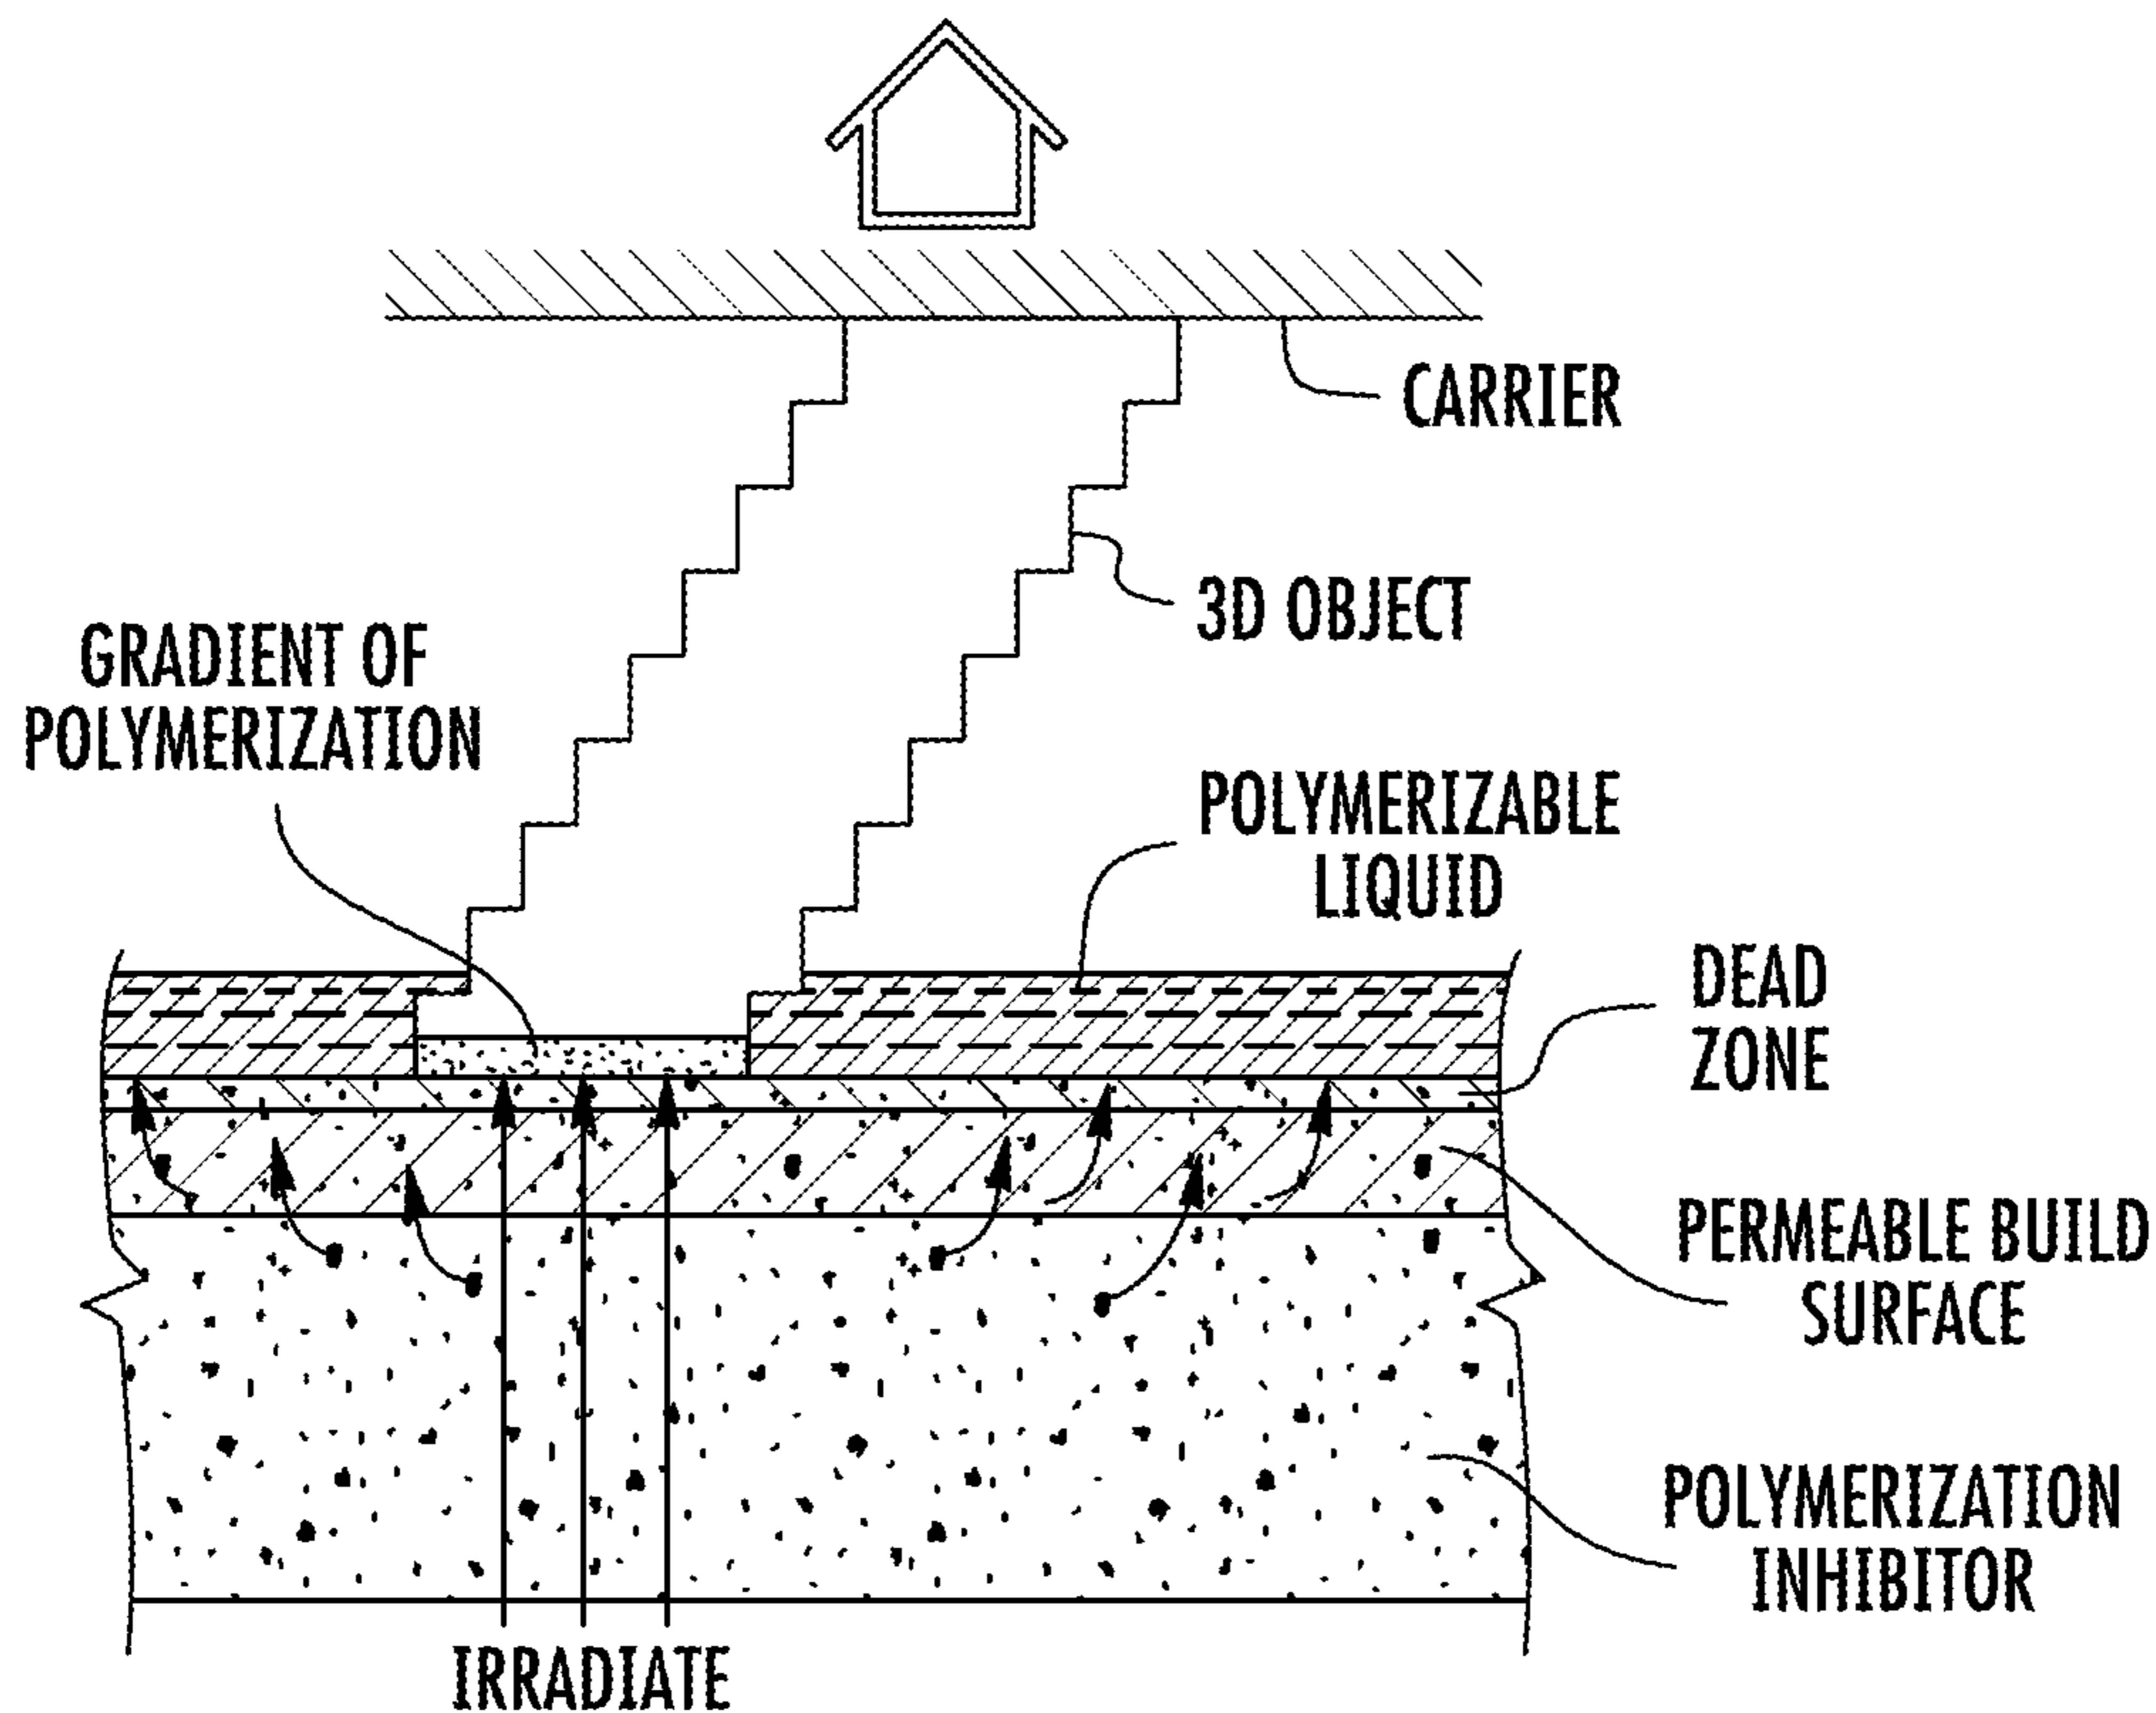 CARRIER
3D OBJECT
GRADIENT OF
POLYMERIZATION
POLYMERIZABLE
LIQUID
DEAD
ZONE
PERMEABLE BUILD
SURFACE
POLYMERIZATION
INHIBITOR
IRRADIATE